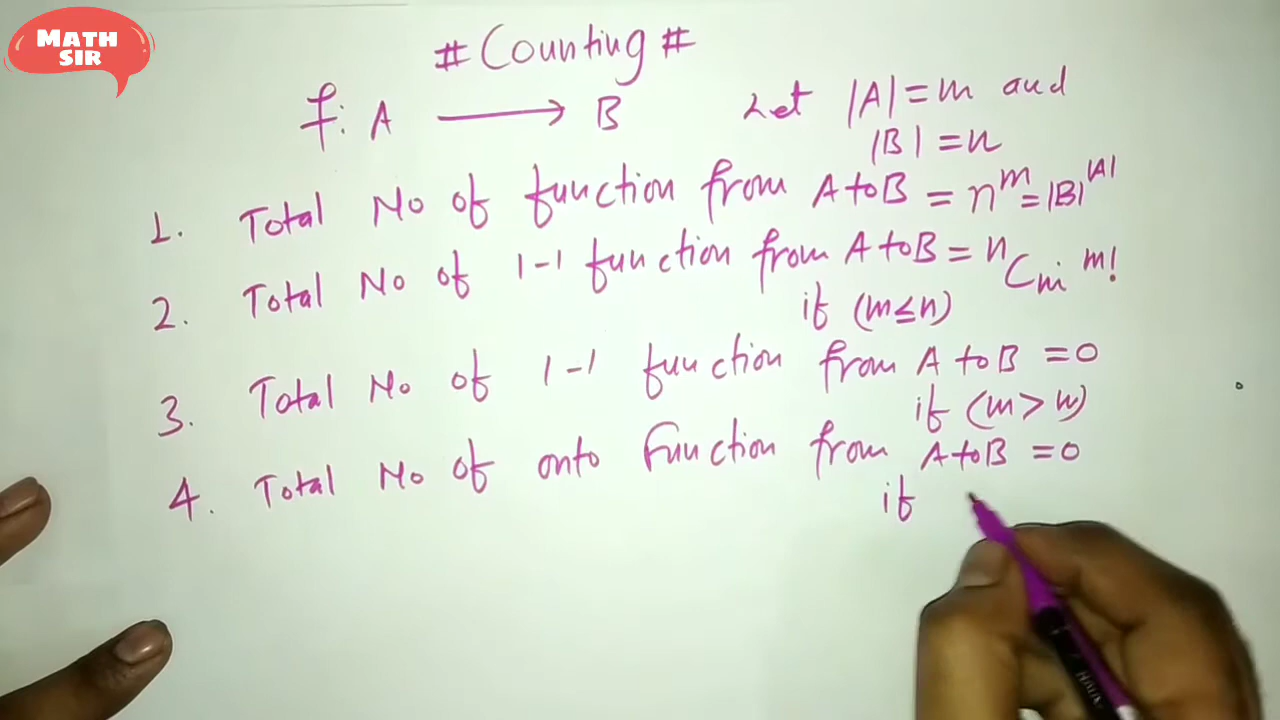 MATH
SIR
# Counting #
f: A ⟶ B Let |A| = m and
|B| = n
1. Total No of function from A to B = n^m = |B|^|A|
2. Total No of 1-1 function from A to B = ⁿCₘ m!
if (m ≤ n)
3. Total No of 1-1 function from A to B = 0
if (m > n)
4. Total No of onto Function from A to B = 0
if